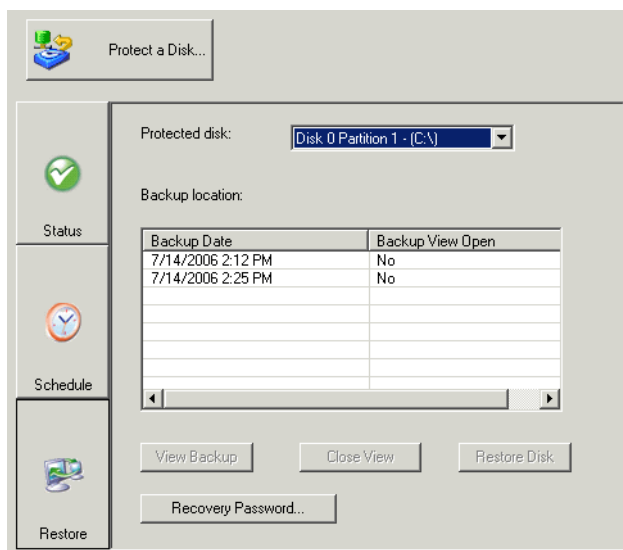 Protect a Disk...
Protected disk: Disk 0 Partition 1 - (C:\)
Backup location:
Status
Backup Date Backup View Open
7/14/2006 2:12 PM No
7/14/2006 2:25 PM No
Schedule
View Backup Close View Restore Disk
Recovery Password...
Restore